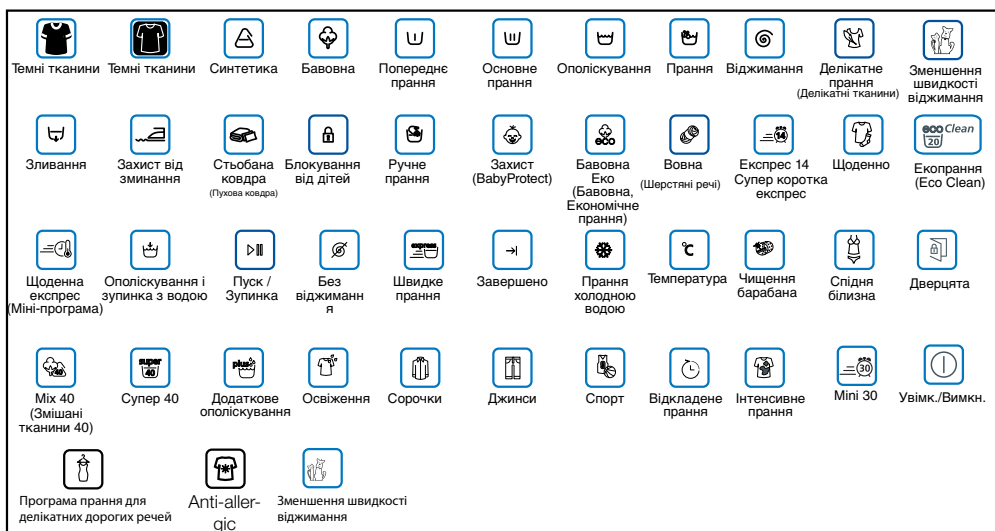 Темні тканини
Темні тканини
Синтетика
Бавовна
Попереднє
прання
Основне
прання
Ополіскування
Прання
Віджимання
Делікатне
прання
(Делікатні тканини)
Зменшення
швидкості
віджимання
Зливання
Захист від
зминання
Стьобана
ковдра
(Пухова ковдра)
Блокування
від дітей
Ручне
прання
Захист
(BabyProtect)
eco
Бавовна
Еко
(Бавовна,
Економічне
прання)
Вовна
(Шерстяні речі)
14
Експрес 14
Супер коротка
експрес
Щоденно
eco Clean
20
Екопрання
(Eco Clean)
Щоденна
експрес
(Міні-програма)
Ополіскування і
зупинка з водою
Пуск /
Зупинка
Без
віджиманн
я
express
Швидке
прання
Завершено
Прання
холодною
водою
°C
Температура
Чищення
барабана
Спідня
білизна
Дверцята
40
Mix 40
(Змішані
тканини 40)
super
40
Супер 40
plus
Додаткове
ополіскування
Освіження
Сорочки
Джинси
Спорт
Відкладене
прання
Інтенсивне
прання
30
Mini 30
Увімк./Вимкн.
Програма прання для
делікатних дорогих речей
Anti-aller-
gic
Зменшення швидкості
віджимання